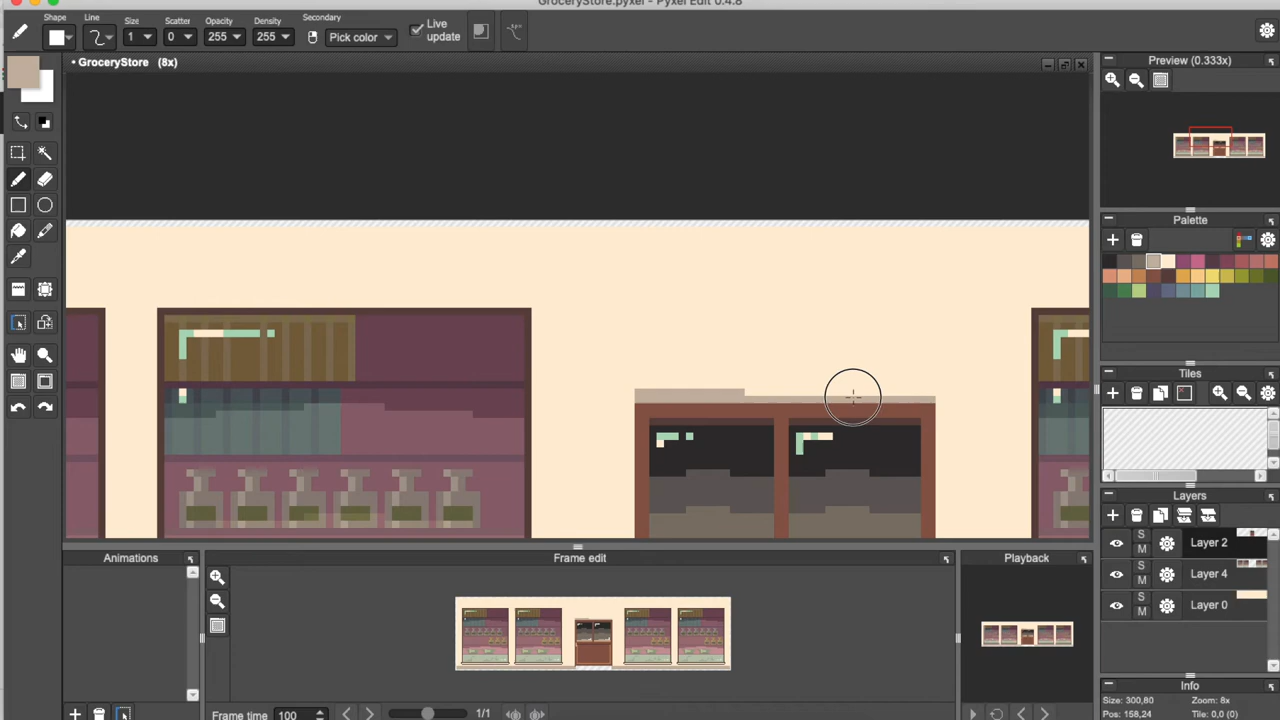 GroceryStore.pyxel - Pyxel Edit 0.4.8
Shape Line Size Scatter Opacity Density Secondary
1 0 255 255 Pick color Live update
• GroceryStore (8x)
Preview (0.333x)
Palette
Tiles
Layers
S
M
Layer 2
S
M
Layer 4
S
M
Layer 0
Animations
Frame edit
Playback
Frame time 100
1/1
Info
Size: 300,80 Zoom: 8x
Pos: 158,24 Tile: 0,0 (0)